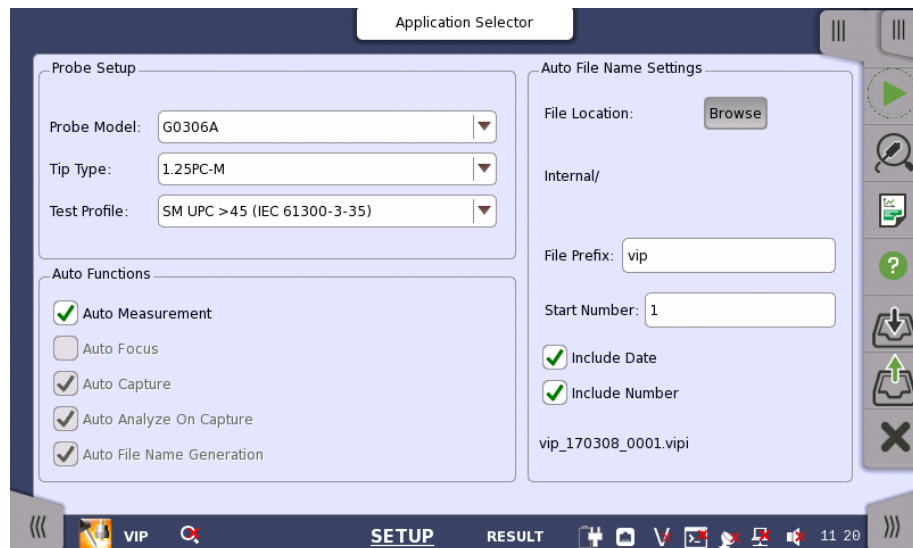 Application Selector
Probe Setup
Probe Model: G0306A
Tip Type: 1.25PC-M
Test Profile: SM UPC >45 (IEC 61300-3-35)
Auto Functions
Auto Measurement
Auto Focus
Auto Capture
Auto Analyze On Capture
Auto File Name Generation
Auto File Name Settings
File Location: Browse
Internal/
File Prefix: vip
Start Number: 1
Include Date
Include Number
vip_170308_0001.vipi
VIP SETUP RESULT 11 20